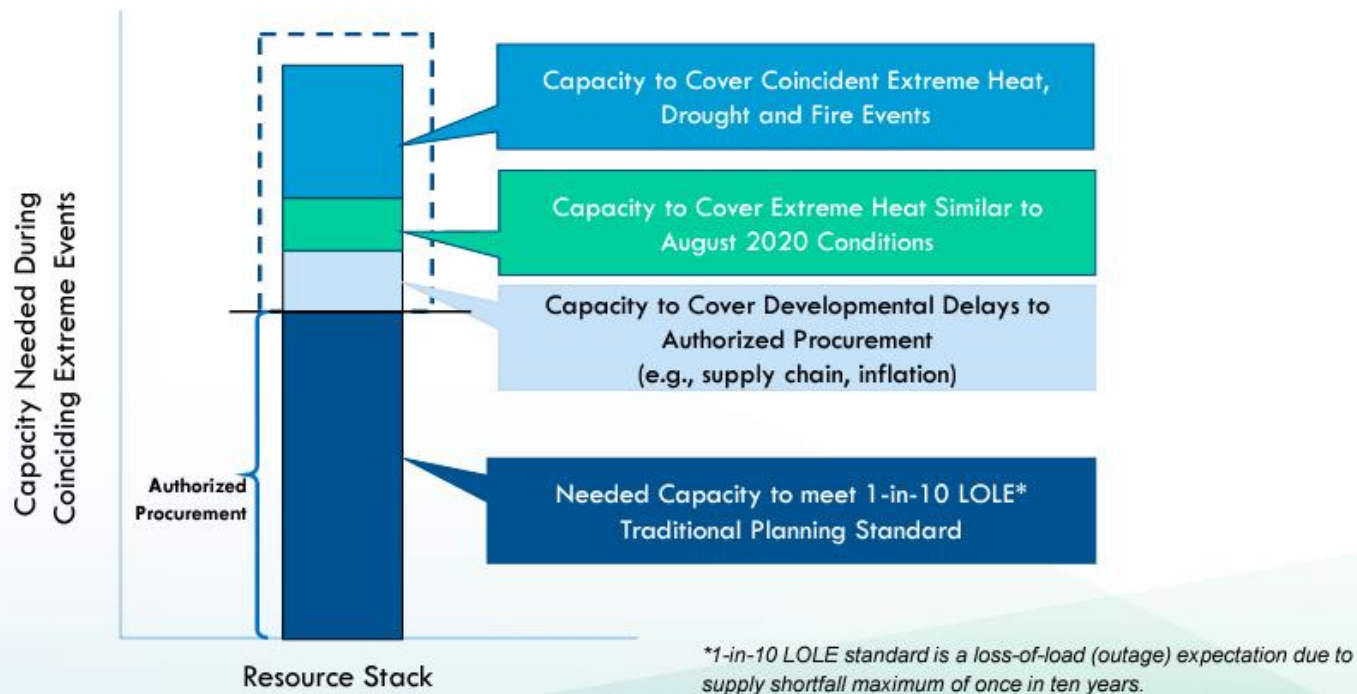 Capacity Needed During
Coinciding Extreme Events
Capacity to Cover Coincident Extreme Heat,
Drought and Fire Events
Capacity to Cover Extreme Heat Similar to
August 2020 Conditions
Capacity to Cover Developmental Delays to
Authorized Procurement
(e.g., supply chain, inflation)
Authorized
Procurement
Needed Capacity to meet 1-in-10 LOLE*
Traditional Planning Standard
Resource Stack
*1-in-10 LOLE standard is a loss-of-load (outage) expectation due to
supply shortfall maximum of once in ten years.